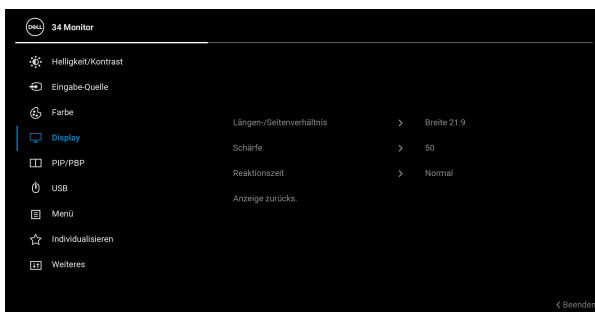 DELL 34 Monitor
Helligkeit/Kontrast
Eingabe-Quelle
Farbe
Längen-/Seitenverhältnis > Breite 21:9
Display
Schärfe > 50
PIP/PBP
Reaktionszeit > Normal
USB
Anzeige zurücks.
Menü
Individualisieren
Weiteres
< Beenden